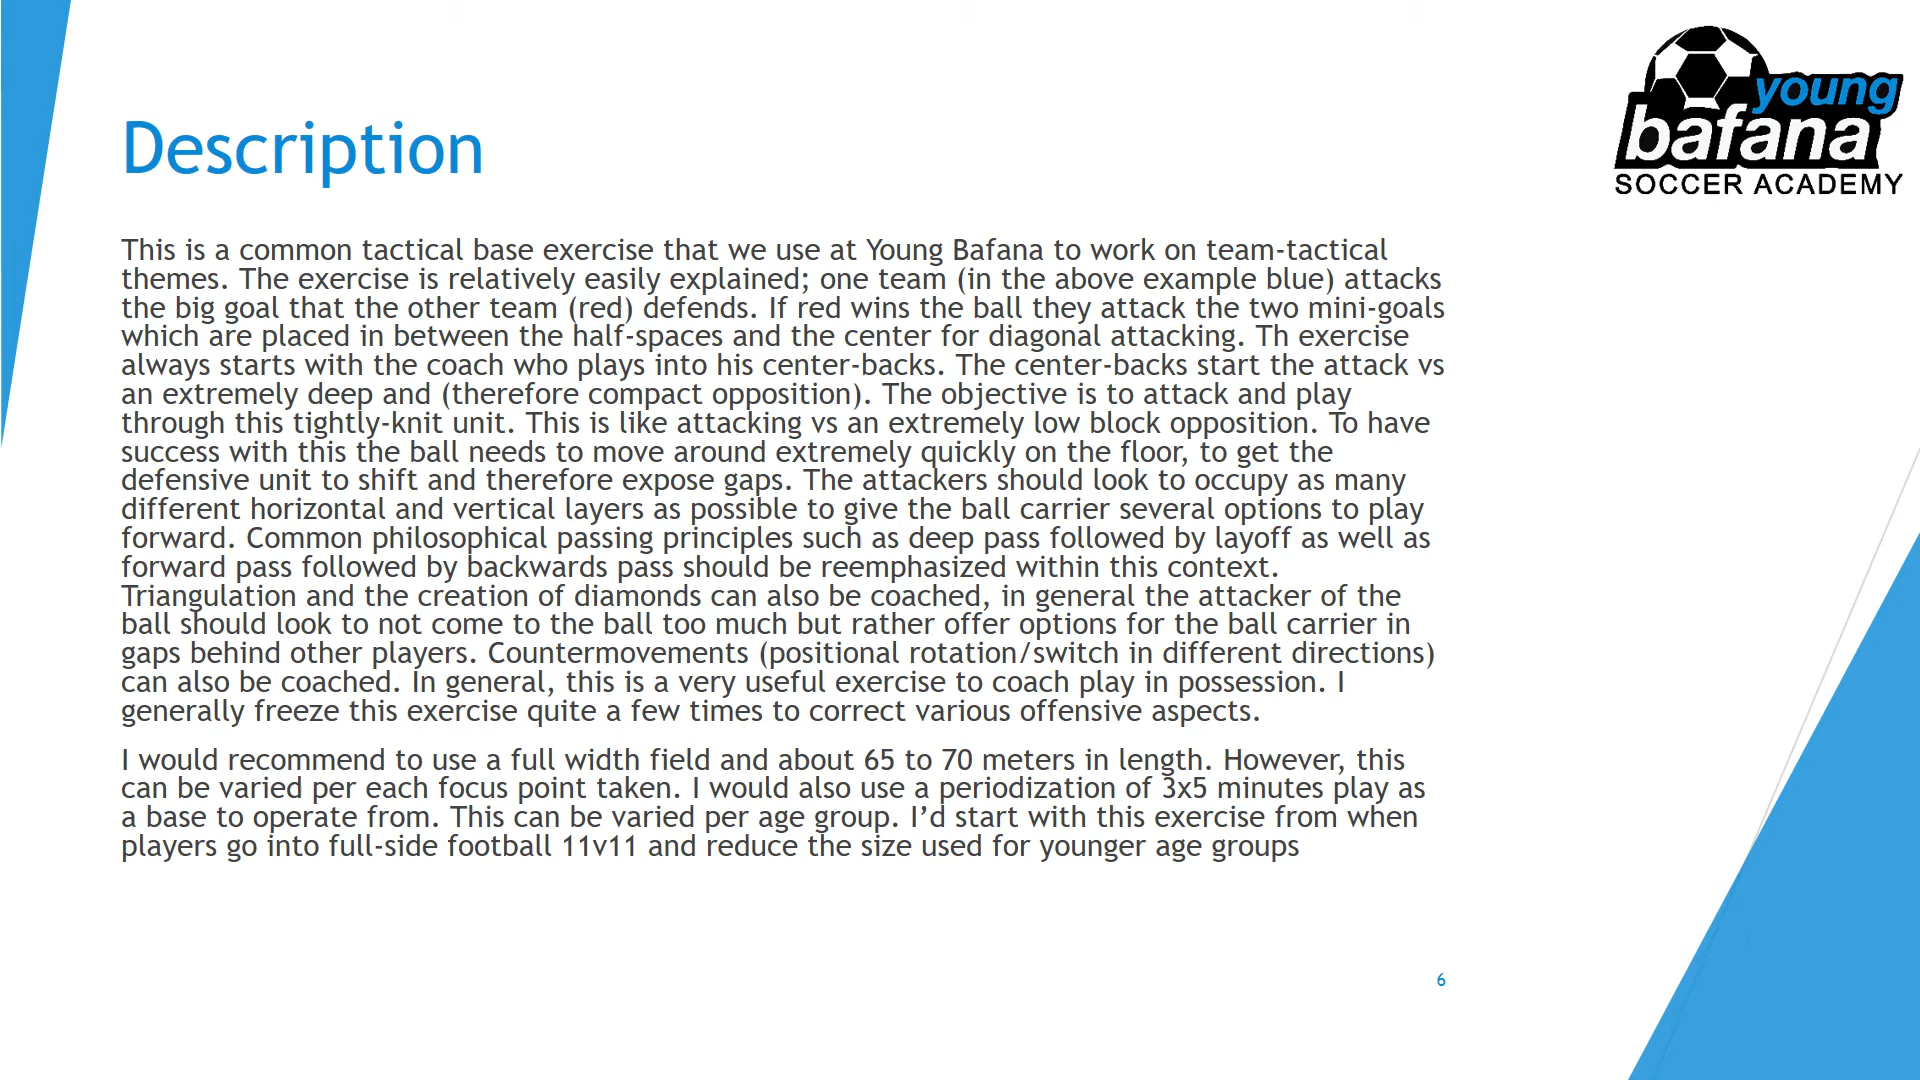 young
bafana
SOCCER ACADEMY
Description
This is a common tactical base exercise that we use at Young Bafana to work on team-tactical
themes. The exercise is relatively easily explained; one team (in the above example blue) attacks
the big goal that the other team (red) defends. If red wins the ball they attack the two mini-goals
which are placed in between the half-spaces and the center for diagonal attacking. Th exercise
always starts with the coach who plays into his center-backs. The center-backs start the attack vs
an extremely deep and (therefore compact opposition). The objective is to attack and play
through this tightly-knit unit. This is like attacking vs an extremely low block opposition. To have
success with this the ball needs to move around extremely quickly on the floor, to get the
defensive unit to shift and therefore expose gaps. The attackers should look to occupy as many
different horizontal and vertical layers as possible to give the ball carrier several options to play
forward. Common philosophical passing principles such as deep pass followed by layoff as well as
forward pass followed by backwards pass should be reemphasized within this context.
Triangulation and the creation of diamonds can also be coached, in general the attacker of the
ball should look to not come to the ball too much but rather offer options for the ball carrier in
gaps behind other players. Countermovements (positional rotation/switch in different directions)
can also be coached. In general, this is a very useful exercise to coach play in possession. I
generally freeze this exercise quite a few times to correct various offensive aspects.
I would recommend to use a full width field and about 65 to 70 meters in length. However, this
can be varied per each focus point taken. I would also use a periodization of 3x5 minutes play as
a base to operate from. This can be varied per age group. I’d start with this exercise from when
players go into full-side football 11v11 and reduce the size used for younger age groups
6